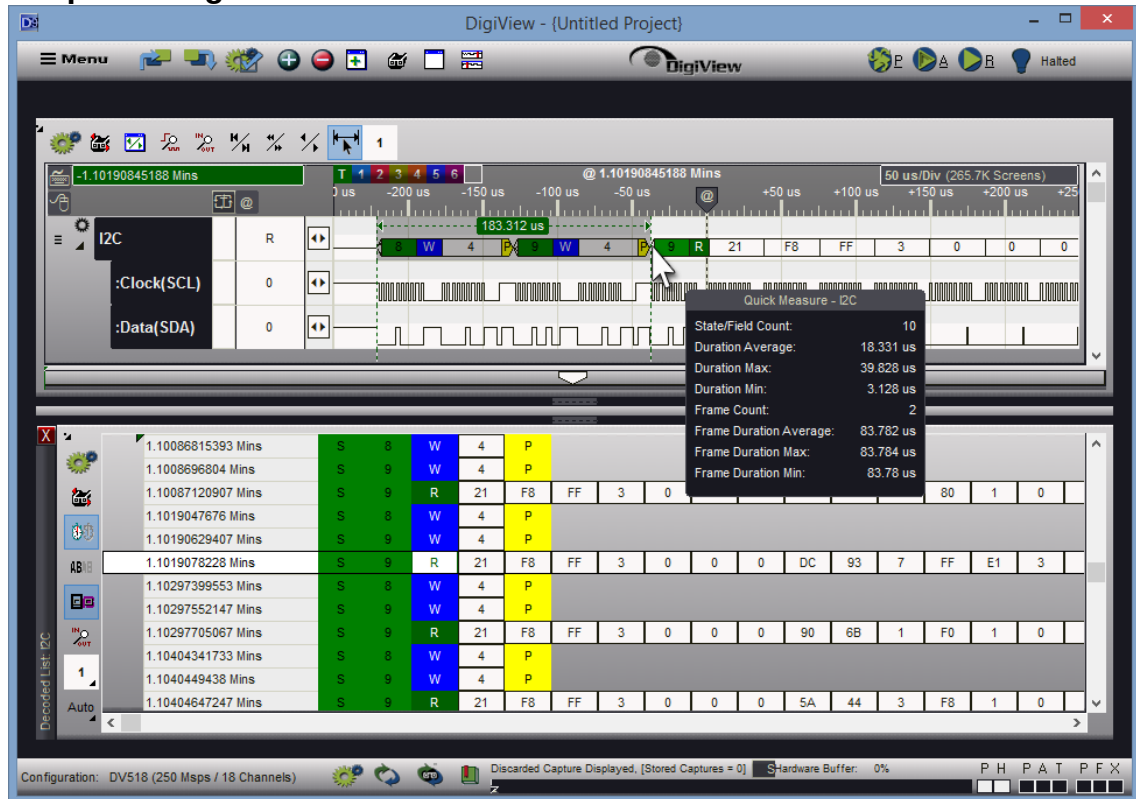 DigiView - {Untitled Project}
Menu DigiView P A R Halted
IN OUT 1
-1.10190845188 Mins T 1 2 3 4 5 6 @ 1.10190845188 Mins 50 us/Div (265.7K Screens)
@ us -200 us -150 us -100 us -50 us @ +50 us +100 us +150 us +200 us +25
183.312 us
I2C R 8 W 4 P 9 W 4 P 9 R 21 F8 FF 3 0 0 0
:Clock(SCL) 0
:Data(SDA) 0
Quick Measure - I2C
State/Field Count: 10
Duration Average: 18.331 us
Duration Max: 39.828 us
Duration Min: 3.128 us
Frame Count: 2
Frame Duration Average: 83.782 us
Frame Duration Max: 83.784 us
Frame Duration Min: 83.78 us
X
1.10086815393 Mins S 8 W 4 P
1.1008696804 Mins S 9 W 4 P
1.10087120907 Mins S 9 R 21 F8 FF 3 0 80 1 0
1.1019047676 Mins S 8 W 4 P
1.10190629407 Mins S 9 W 4 P
1.1019078228 Mins S 9 R 21 F8 FF 3 0 0 0 DC 93 7 FF E1 3
1.10297399553 Mins S 8 W 4 P
1.10297552147 Mins S 9 W 4 P
1.10297705067 Mins S 9 R 21 F8 FF 3 0 0 0 90 6B 1 F0 1 0
1.10404341733 Mins S 8 W 4 P
1.1040449438 Mins S 9 W 4 P
1.10404647247 Mins S 9 R 21 F8 FF 3 0 0 0 5A 44 3 F8 1 0
IN OUT
1
Auto
Decoded List: I2C
Configuration: DV518 (250 Msps / 18 Channels) Discarded Capture Displayed, [Stored Captures = 0] Hardware Buffer: 0% P H P A T P F X